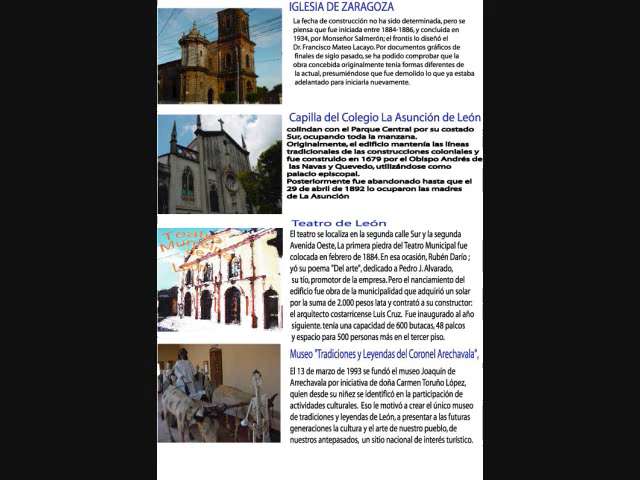 IGLESIA DE ZARAGOZA
La fecha de construcción no ha sido determinada, pero se
piensa que fue iniciada entre 1884-1886, y concluida en
1934, por Monseñor Salmerón; el frontis lo diseñó el
Dr. Francisco Mateo Lacayo. Por documentos gráficos de
finales de siglo pasado, se ha podido comprobar que la
obra concebida originalmente tenía formas diferentes de
la actual, presumiéndose que fue demolido lo que ya estaba
adelantado para iniciarla nuevamente.
Capilla del Colegio La Asunción de León
colindan con el Parque Central por su costado
Sur, ocupando toda la manzana.
Originalmente, el edificio mantenía las líneas
tradicionales de las construcciones coloniales y
fue construido en 1679 por el Obispo Andrés de
las Navas y Quevedo, utilizándose como
palacio episcopal.
Posteriormente fue abandonado hasta que el
29 de abril de 1892 lo ocuparon las madres
de La Asunción
Teatro de León
Teatro
Municipal
de
León
El teatro se localiza en la segunda calle Sur y la segunda
Avenida Oeste, La primera piedra del Teatro Municipal fue
colocada en febrero de 1884. En esa ocasión, Rubén Darío ;
yó su poema "Del arte", dedicado a Pedro J. Alvarado,
su tío, promotor de la empresa. Pero el nanciamiento del
edificio fue obra de la municipalidad que adquirió un solar
por la suma de 2.000 pesos lata y contrató a su constructor:
el arquitecto costarricense Luis Cruz. Fue inaugurado al año
siguiente. tenía una capacidad de 600 butacas, 48 palcos
y espacio para 500 personas más en el tercer piso.
Museo "Tradiciones y Leyendas del Coronel Arechavala",
El 13 de marzo de 1993 se fundó el museo Joaquín de
Arrechavala por iniciativa de doña Carmen Toruño López,
quien desde su niñez se identificó en la participación de
actividades culturales. Eso le motivó a crear el único museo
de tradiciones y leyendas de León, a presentar a las futuras
generaciones la cultura y el arte de nuestro pueblo, de
nuestros antepasados, un sitio nacional de interés turístico.